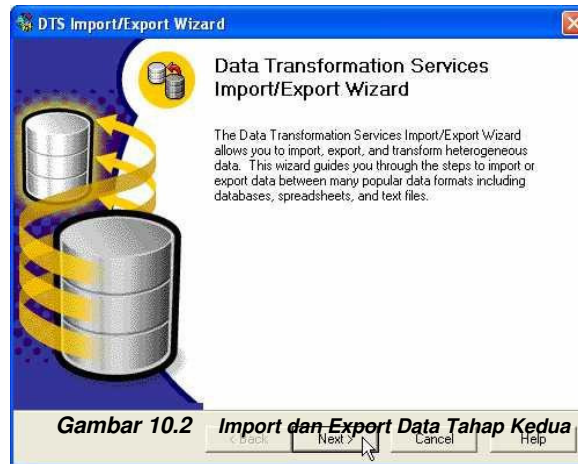 DTS Import/Export Wizard
Data Transformation Services
Import/Export Wizard
The Data Transformation Services Import/Export Wizard
allows you to import, export, and transform heterogeneous
data. This wizard guides you through the steps to import or
export data between many popular data formats including
databases, spreadsheets, and text files.
Gambar 10.2 Import dan Export Data Tahap Kedua
< Back Next > Cancel Help